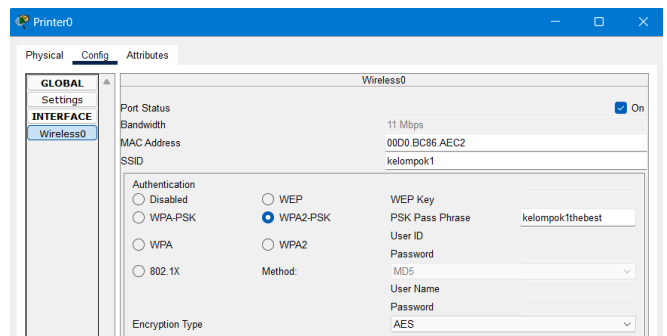 Printer0
Physical Config Attributes
GLOBAL
Settings
INTERFACE
Wireless0
Wireless0
Port Status On
Bandwidth 11 Mbps
MAC Address 00D0.BC86.AEC2
SSID kelompok1
Authentication
Disabled WEP WEP Key
WPA-PSK WPA2-PSK PSK Pass Phrase kelompok1thebest
User ID
WPA WPA2
Password
802.1X Method: MD5
User Name
Password
Encryption Type AES